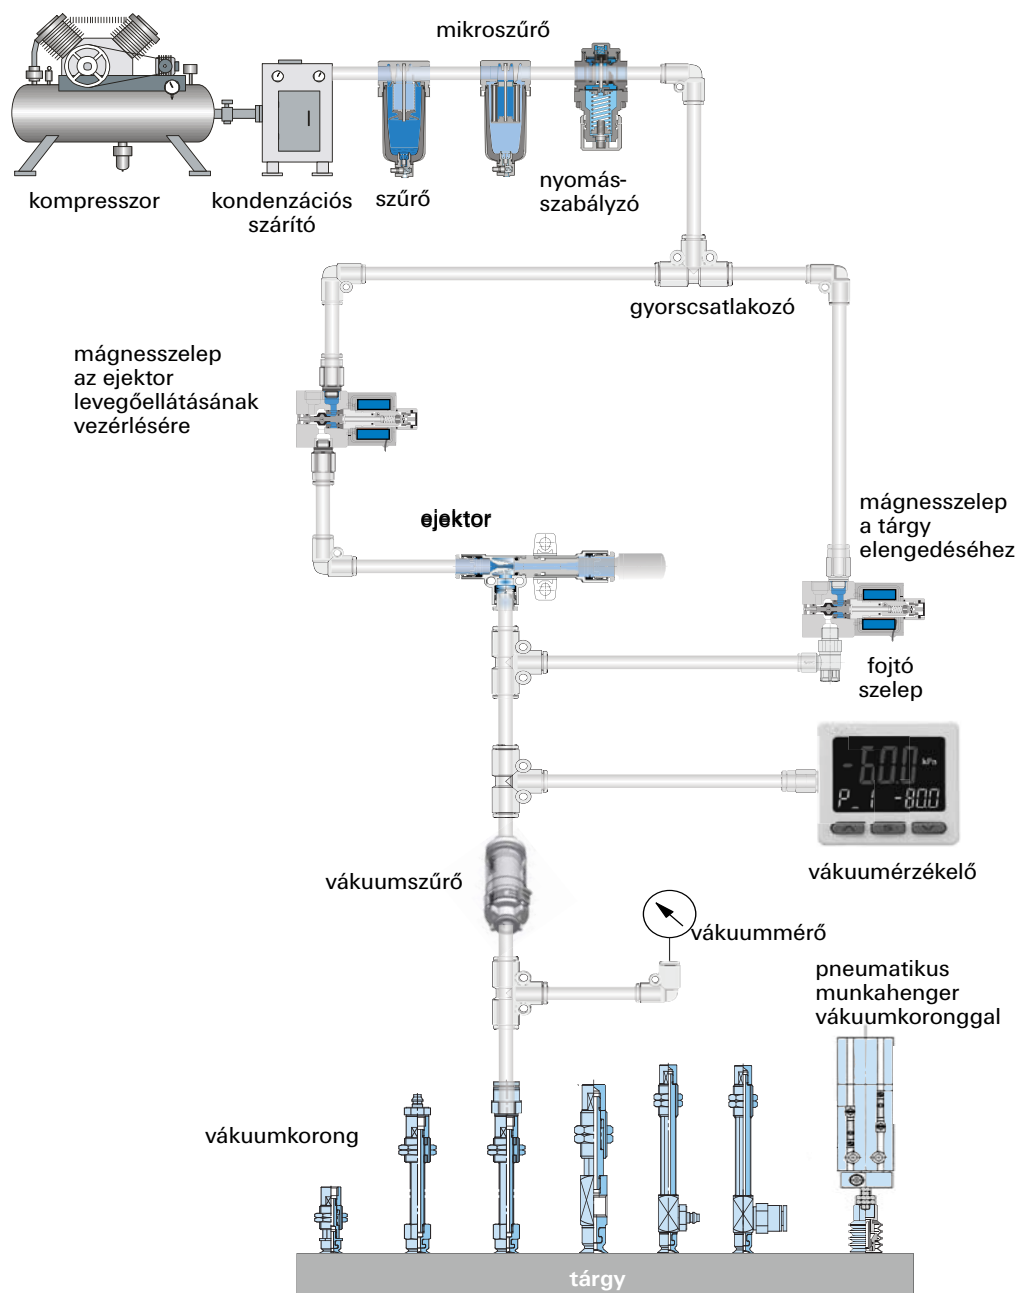 mikroszűrő
kompresszor
kondenzációs
szárító
szűrő
nyomás-
szabályzó
gyorscsatlakozó
mágnesszelep
az ejektor
levegőellátásának
vezérlésére
ejektor
mágnesszelep
a tárgy
elengedéséhez
fojtó
szelep
-60.0 kPa
P_1 -80.0
S
vákuumérzékelő
vákuumszűrő
vákuummérő
pneumatikus
munkahenger
vákuumkoronggal
vákuumkorong
tárgy